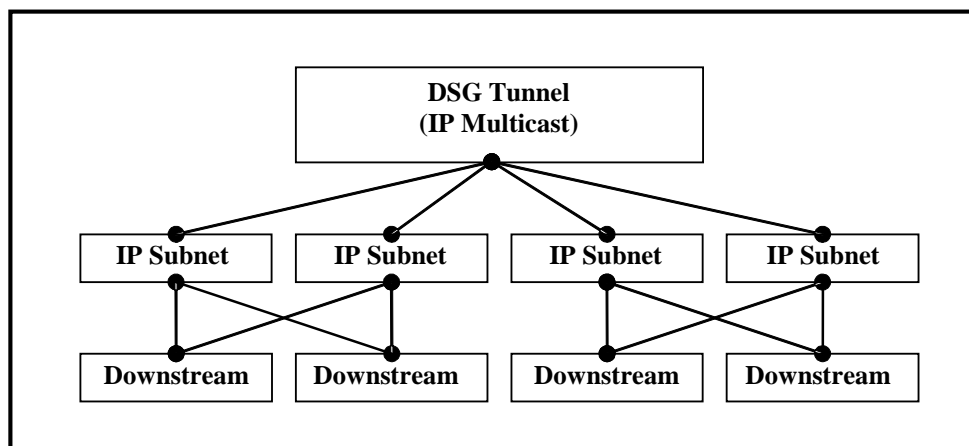 DSG Tunnel
(IP Multicast)
IP Subnet IP Subnet IP Subnet IP Subnet
Downstream Downstream Downstream Downstream